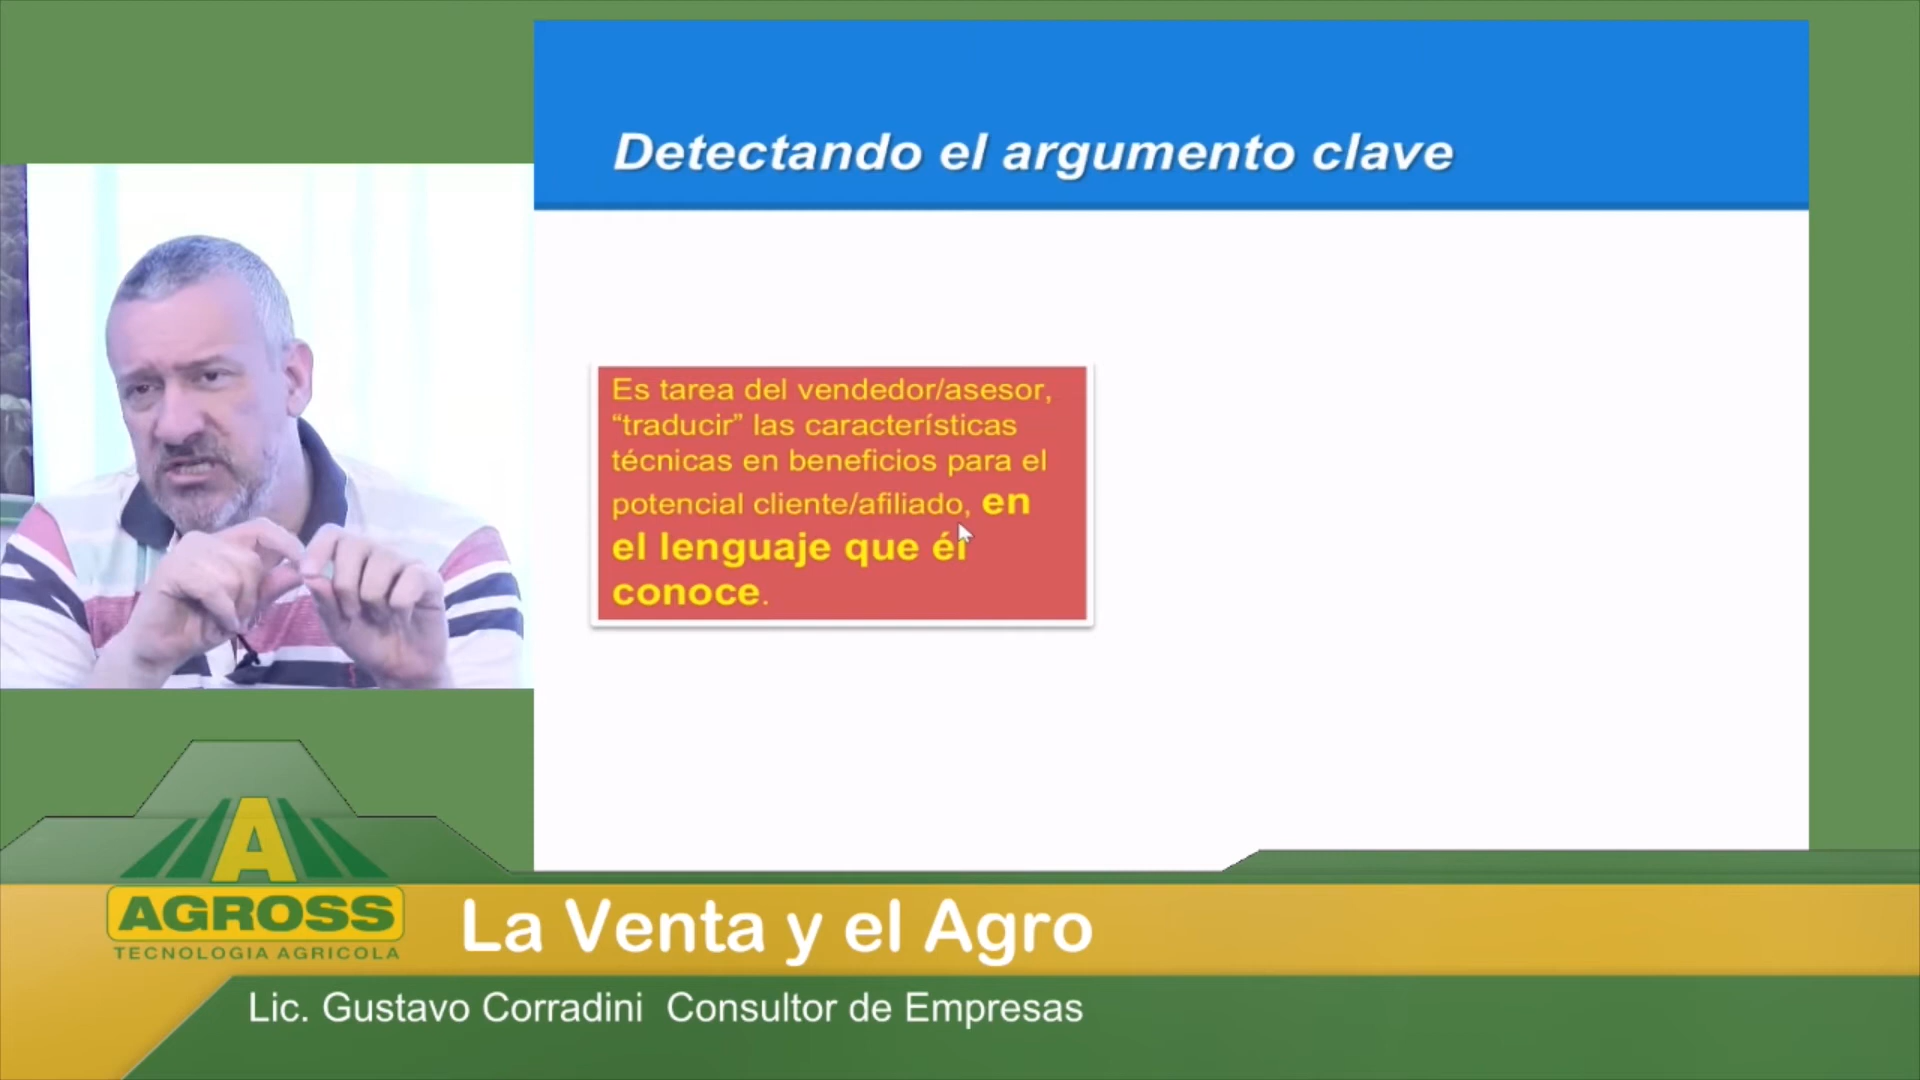 Detectando el argumento clave
Es tarea del vendedor/asesor,
“traducir” las características
técnicas en beneficios para el
potencial cliente/afiliado, en
el lenguaje que él
conoce.
A
AGROSS
TECNOLOGIA AGRICOLA
La Venta y el Agro
Lic. Gustavo Corradini Consultor de Empresas